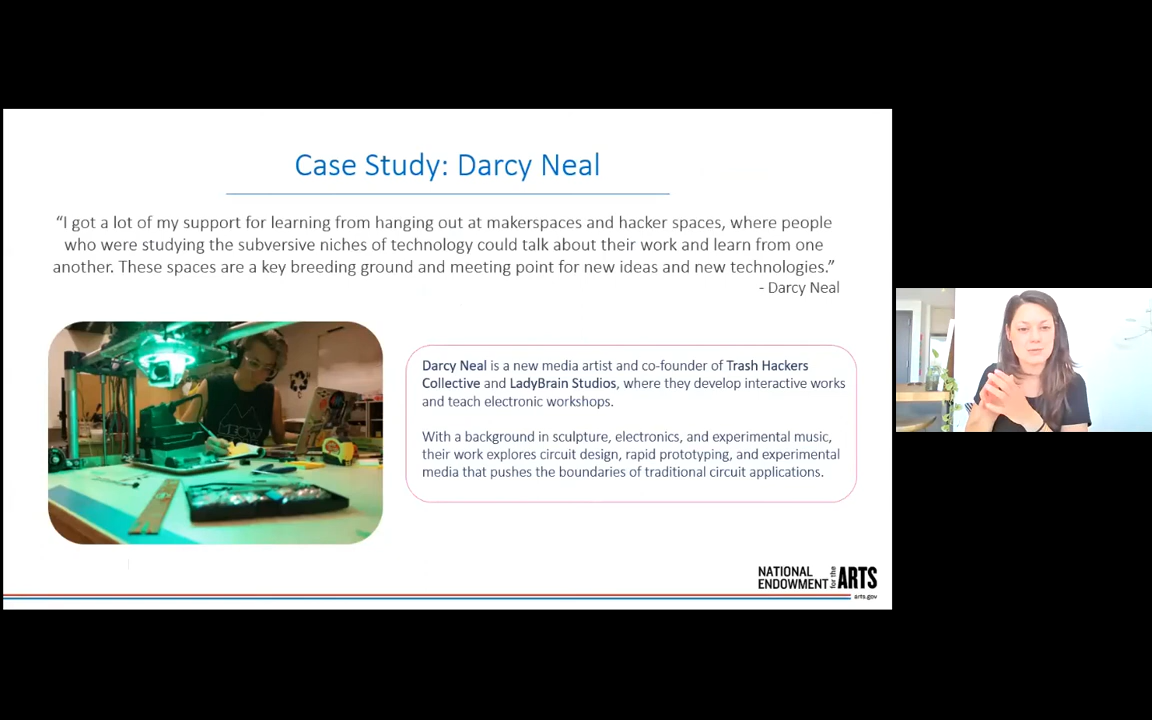 Case Study: Darcy Neal
“I got a lot of my support for learning from hanging out at makerspaces and hacker spaces, where people
who were studying the subversive niches of technology could talk about their work and learn from one
another. These spaces are a key breeding ground and meeting point for new ideas and new technologies.”
- Darcy Neal
Darcy Neal is a new media artist and co-founder of Trash Hackers
Collective and LadyBrain Studios, where they develop interactive works
and teach electronic workshops.
With a background in sculpture, electronics, and experimental music,
their work explores circuit design, rapid prototyping, and experimental
media that pushes the boundaries of traditional circuit applications.
NATIONAL
ENDOWMENT for the ARTS
arts.gov